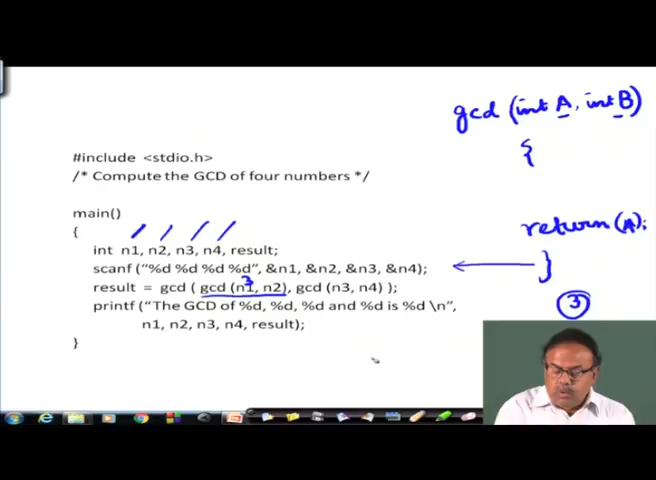 #include <stdio.h>
/* Compute the GCD of four numbers */
main()
{
int n1, n2, n3, n4, result;
scanf ("%d %d %d %d", &n1, &n2, &n3, &n4);
3
result = gcd ( gcd (n1, n2), gcd (n3, n4) );
printf ("The GCD of %d, %d, %d and %d is %d \n",
n1, n2, n3, n4, result);
}
gcd (int A, int B)
{
return (A);
}
3